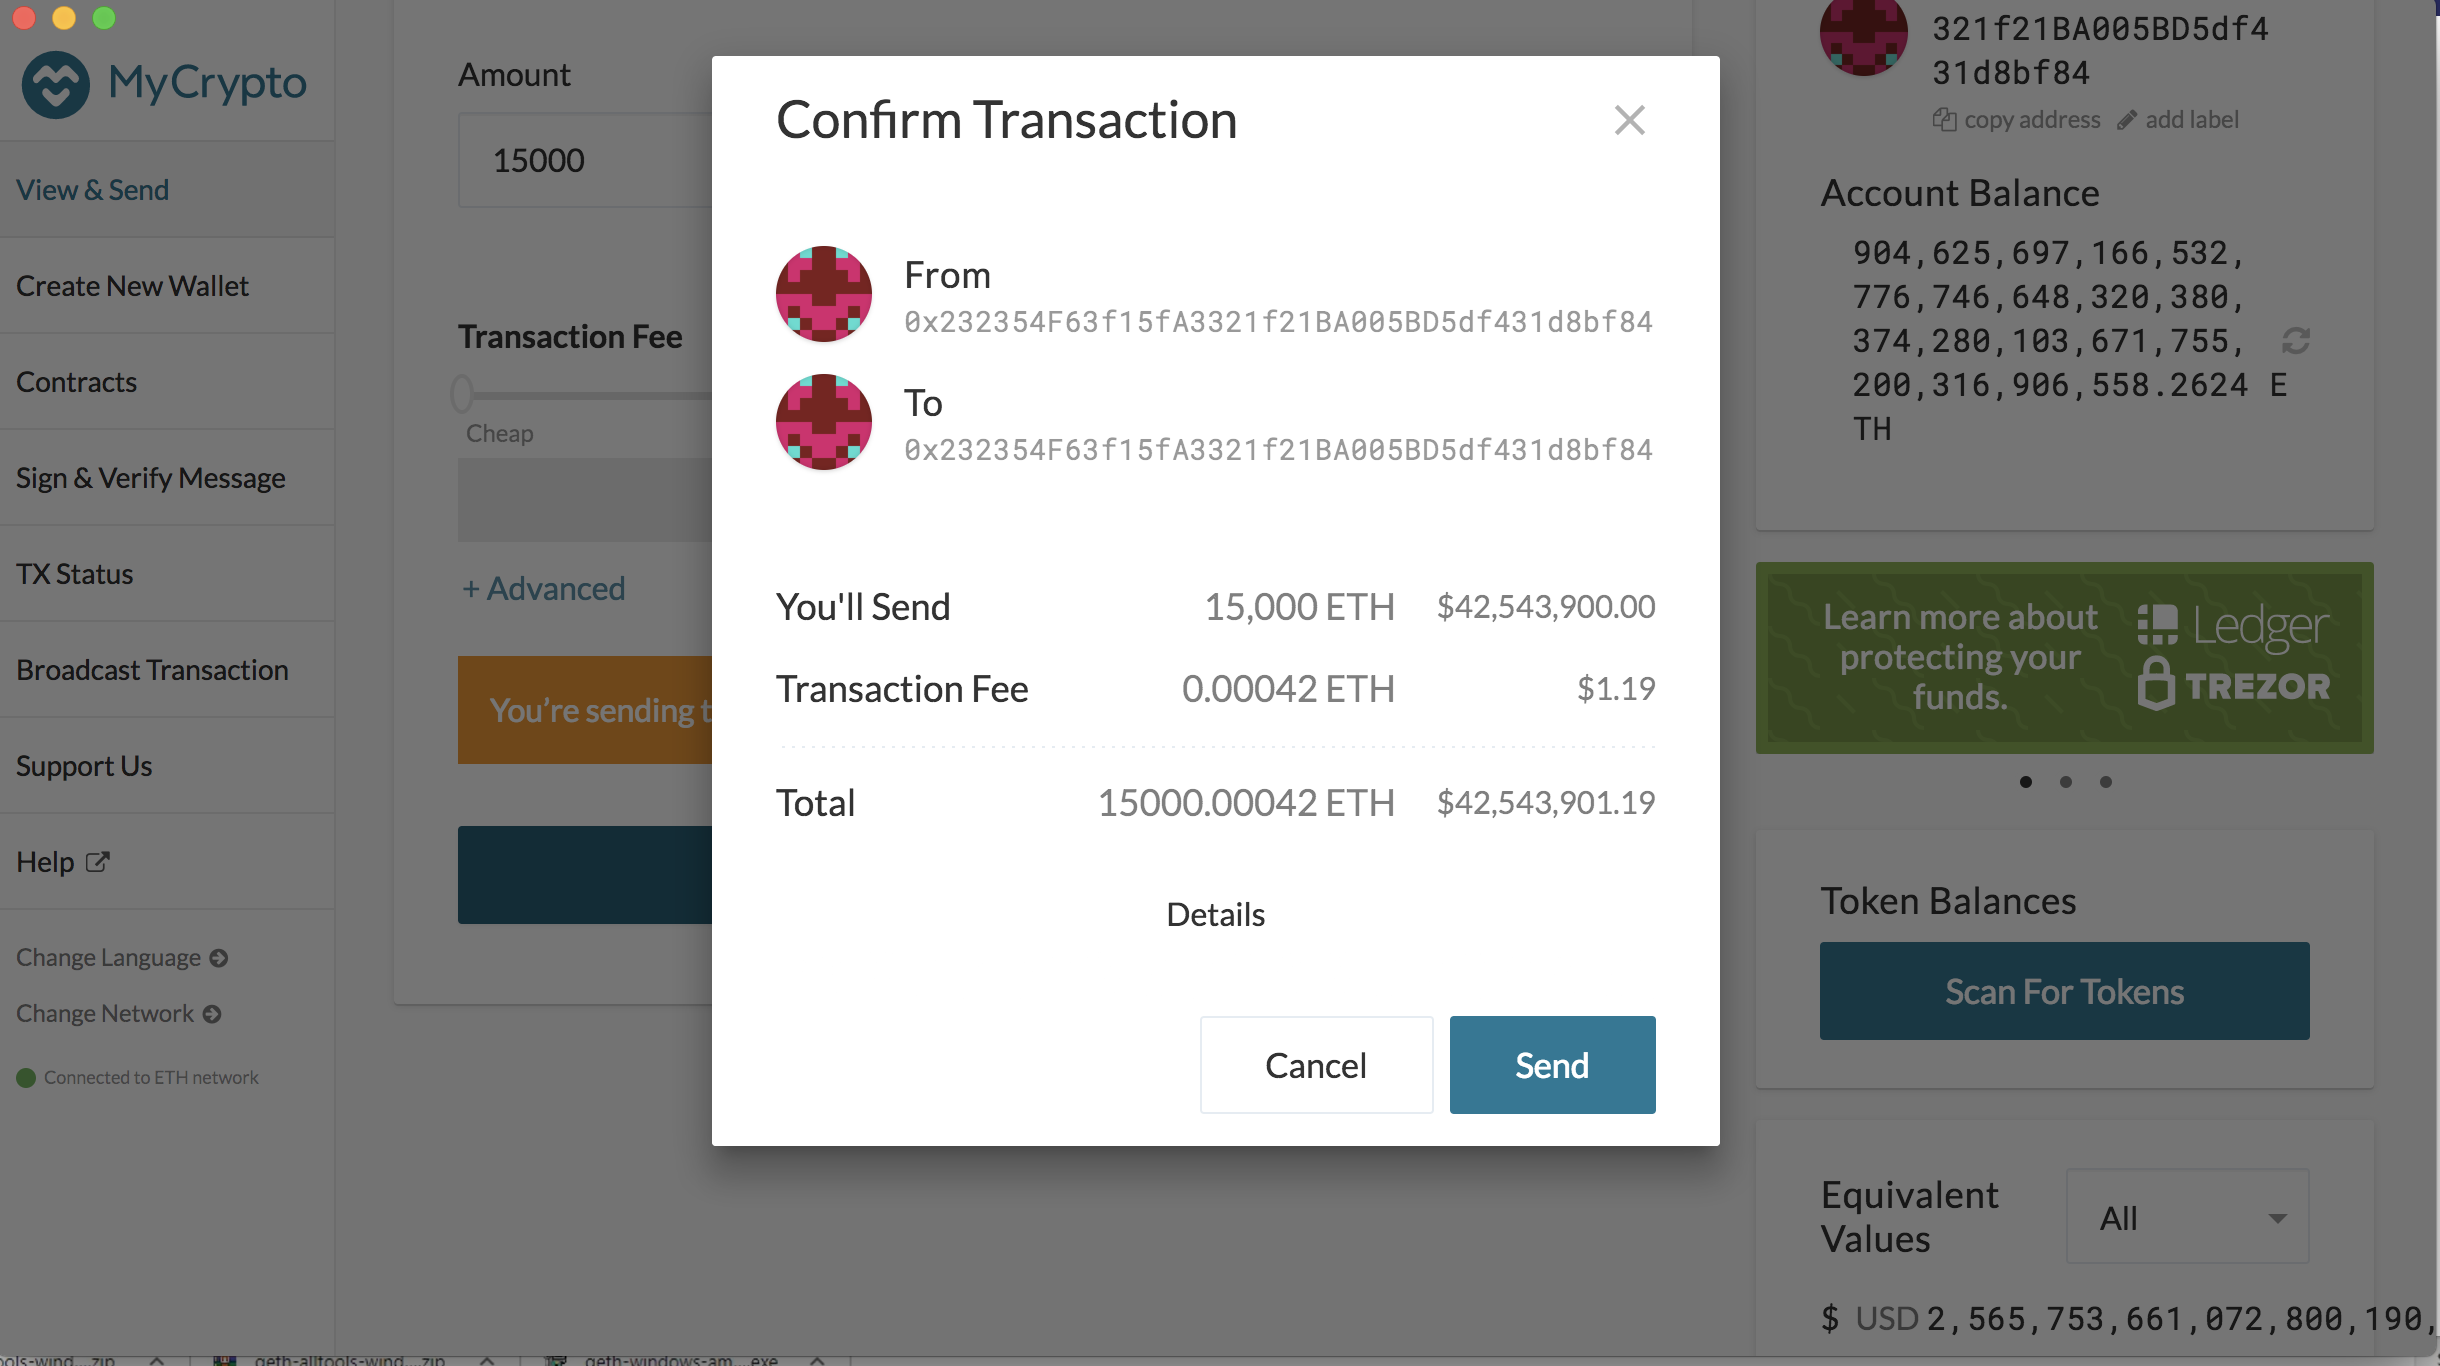 MyCrypto
View & Send
Create New Wallet
Contracts
Sign & Verify Message
TX Status
Broadcast Transaction
Support Us
Help
Change Language
Change Network
Connected to ETH network
Amount
15000
Transaction Fee
Cheap
+ Advanced
You're sending t
Confirm Transaction
From
0x232354F63f15fA3321f21BA005BD5df431d8bf84
To
0x232354F63f15fA3321f21BA005BD5df431d8bf84
You'll Send 15,000 ETH $42,543,900.00
Transaction Fee 0.00042 ETH $1.19
Total 15000.00042 ETH $42,543,901.19
Details
Cancel Send
321f21BA005BD5df4
31d8bf84
copy address add label
Account Balance
904,625,697,166,532,
776,746,648,320,380,
374,280,103,671,755,
200,316,906,558.2624 E
TH
Learn more about
protecting your
funds.
Ledger
TREZOR
Token Balances
Scan For Tokens
Equivalent
Values
All
$ USD 2,565,753,661,072,800,190,
ools-wind....zip geth-alltools-wind....zip geth-windows-am....exe